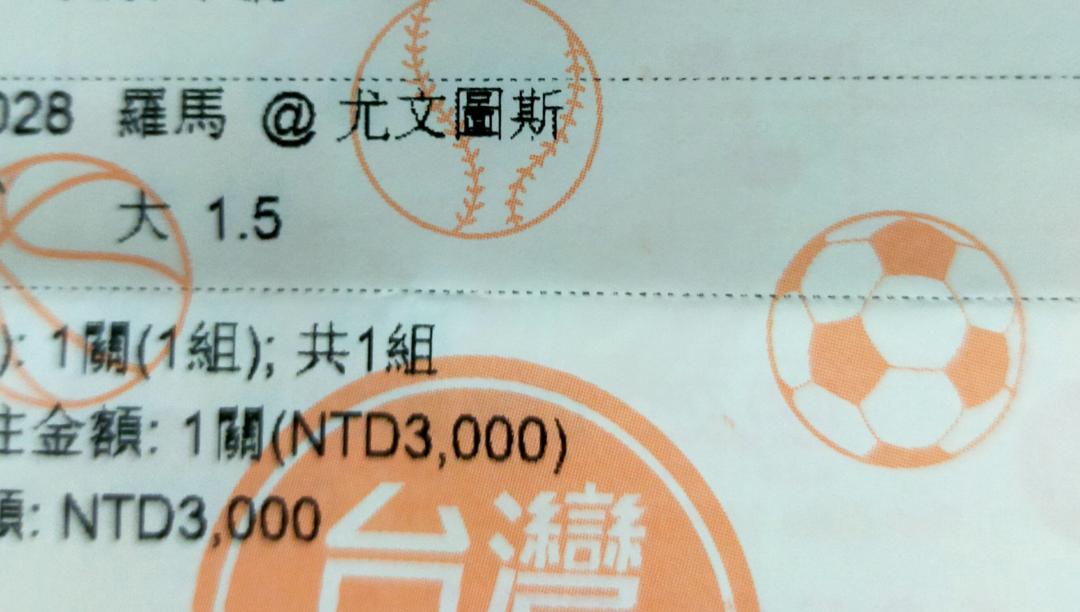 028 羅馬 @ 尤文圖斯
大 1.5
): 1關(1組); 共1組
注金額: 1關(NTD3,000)
額: NTD3,000
台灣